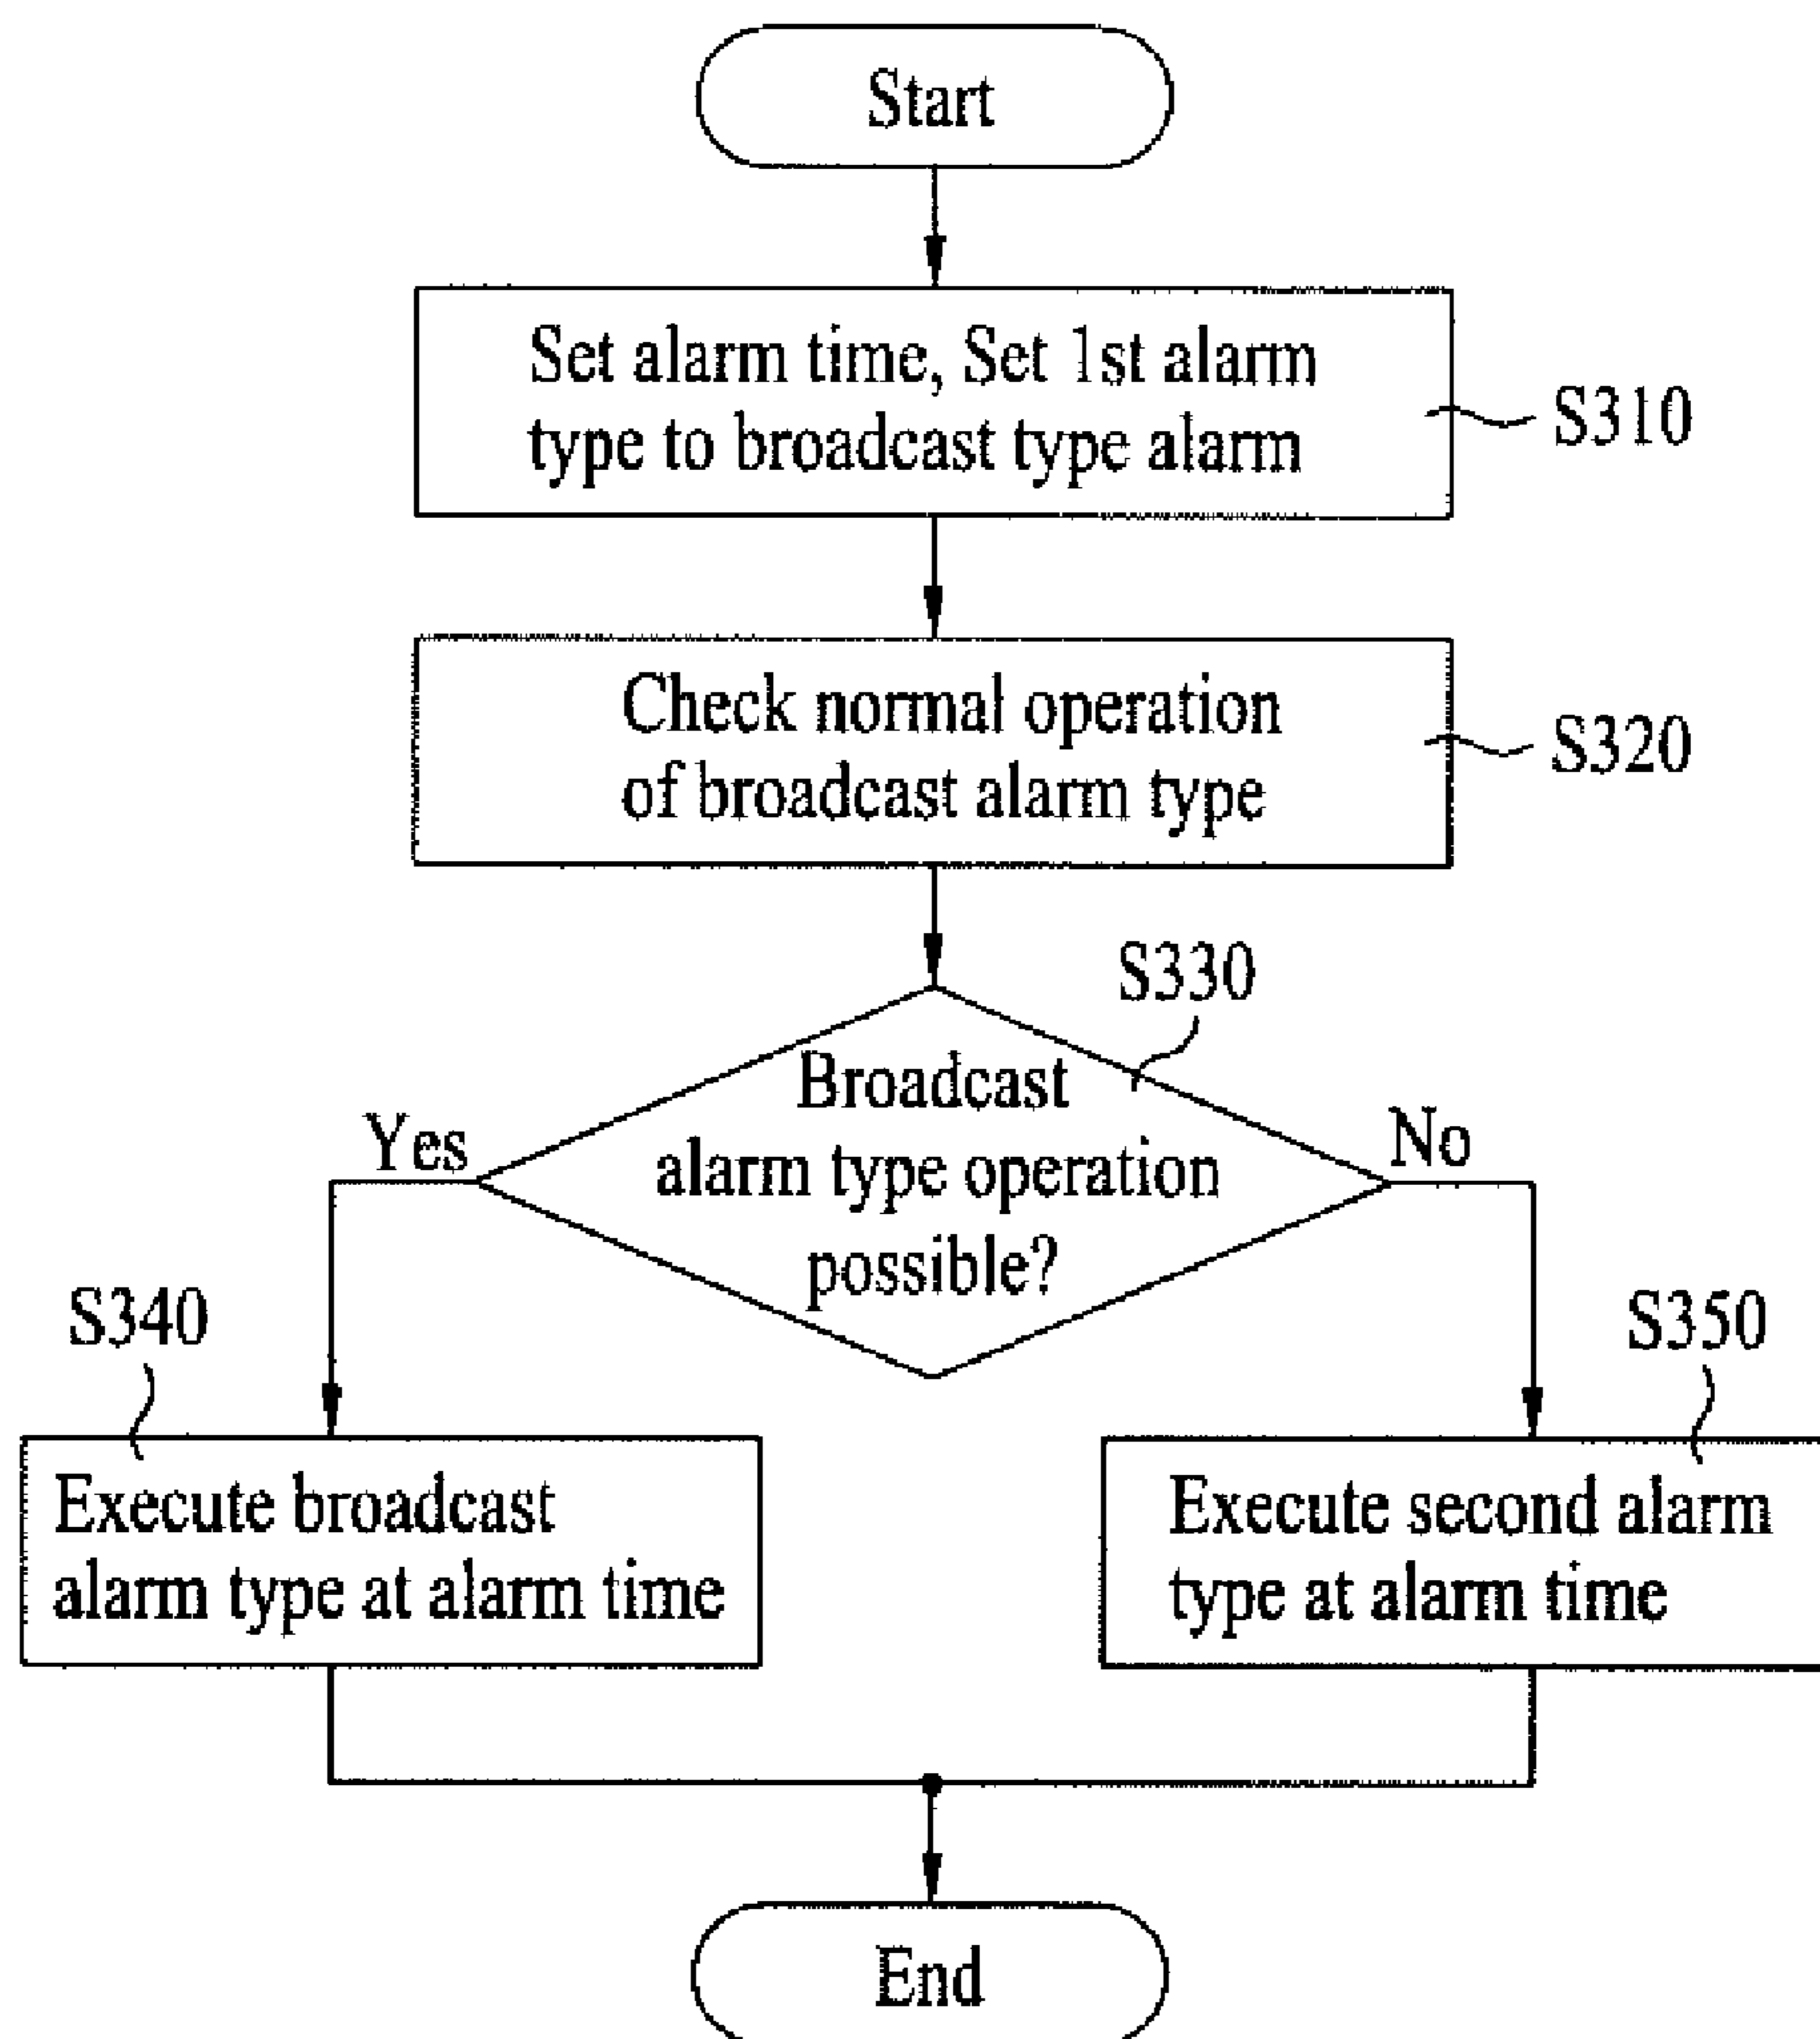 Start
Set alarm time, Set 1st alarm
type to broadcast type alarm
S310
Check normal operation
of broadcast alarm type
S320
S330
Broadcast
alarm type operation
possible?
Yes
No
S340
S350
Execute broadcast
alarm type at alarm time
Execute second alarm
type at alarm time
End